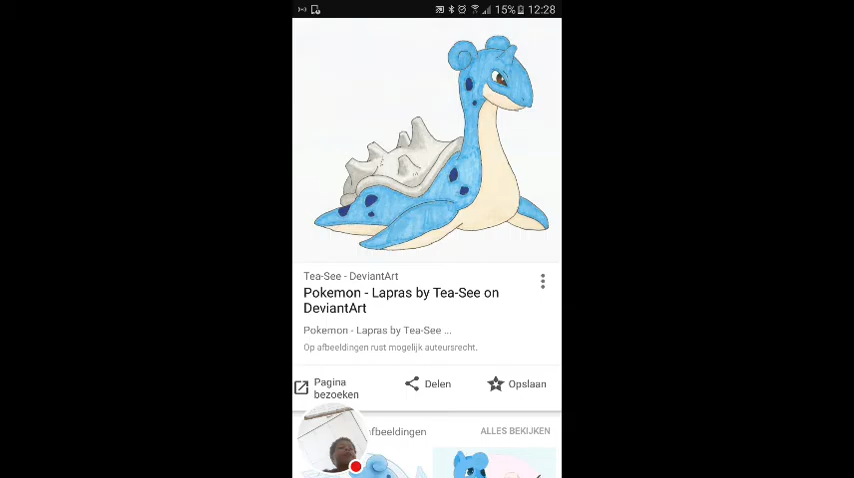 15% 12:28
Tea-See - DeviantArt
Pokemon - Lapras by Tea-See on
DeviantArt
Pokemon - Lapras by Tea-See ...
Op afbeeldingen rust mogelijk auteursrecht.
Pagina
bezoeken
Delen
Opslaan
fbeeldingen
ALLES BEKIJKEN